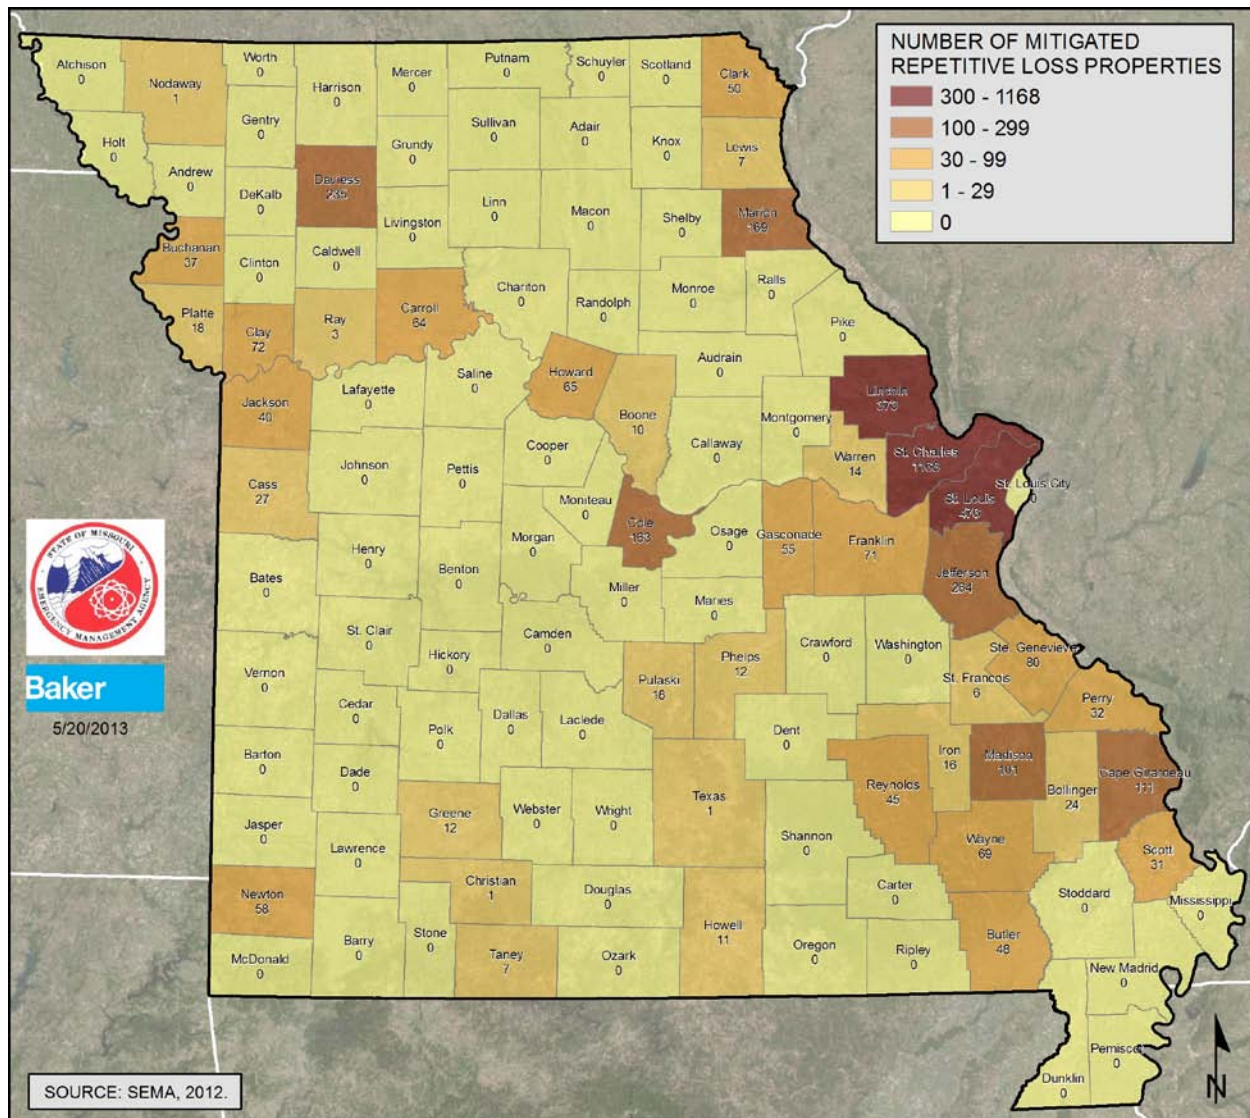 NUMBER OF MITIGATED
REPETITIVE LOSS PROPERTIES
300 - 1168
100 - 299
30 - 99
1 - 29
0
Atchison
0
Nodaway
1
Worth
0
Harrison
0
Mercer
0
Putnam
0
Schuyler
0
Scotland
0
Clark
50
Holt
0
Gentry
0
Andrew
0
DeKalb
0
Daviess
235
Grundy
0
Sullivan
0
Adair
0
Knox
0
Lewis
7
Livingston
0
Linn
0
Macon
0
Shelby
0
Marion
169
Buchanan
37
Clinton
0
Caldwell
0
Chariton
0
Randolph
0
Monroe
0
Ralls
0
Pike
0
Platte
18
Clay
72
Ray
3
Carroll
64
Audrain
0
Jackson
40
Lafayette
0
Saline
0
Howard
65
Boone
10
Callaway
0
Montgomery
0
Lincoln
373
Warren
14
St. Charles
St. Louis City
0
St. Louis
Cass
27
Johnson
0
Pettis
0
Cooper
0
Moniteau
0
Cole
163
Osage
0
Gasconade
55
Franklin
71
Jefferson
284
Bates
0
Henry
0
Benton
0
Morgan
0
Miller
0
Maries
0
St. Clair
0
Hickory
0
Camden
0
Pulaski
Phelps
12
Crawford
0
Washington
0
Ste. Genevieve
80
St. Francois
6
Perry
32
Vernon
0
Cedar
0
Polk
0
Dallas
0
Laclede
0
Dent
0
Iron
16
Madison
101
Bollinger
24
Cape Girardeau
111
Barton
0
Dade
0
Greene
12
Webster
0
Wright
0
Texas
1
Shannon
0
Reynolds
45
Wayne
69
Scott
31
Jasper
0
Lawrence
0
Christian
1
Douglas
0
Howell
11
Carter
0
Stoddard
0
Mississippi
0
Newton
58
McDonald
0
Barry
0
Stone
0
Taney
7
Ozark
0
Oregon
0
Ripley
0
Butler
48
New Madrid
0
Pemiscot
0
Dunklin
0
STATE OF MISSOURI
EMERGENCY MANAGEMENT AGENCY
Baker
5/20/2013
SOURCE: SEMA, 2012.
N